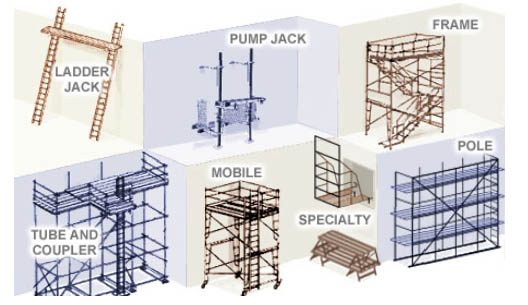 LADDER
JACK
PUMP JACK
FRAME
TUBE AND
COUPLER
MOBILE
SPECIALTY
POLE